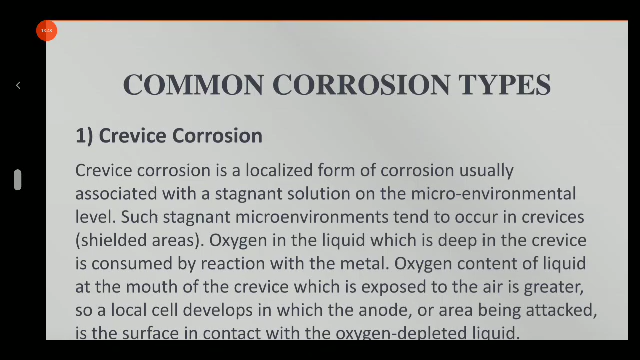 COMMON CORROSION TYPES
1) Crevice Corrosion
Crevice corrosion is a localized form of corrosion usually
associated with a stagnant solution on the micro-environmental
level. Such stagnant microenvironments tend to occur in crevices
(shielded areas). Oxygen in the liquid which is deep in the crevice
is consumed by reaction with the metal. Oxygen content of liquid
at the mouth of the crevice which is exposed to the air is greater,
so a local cell develops in which the anode, or area being attacked,
is the surface in contact with the oxygen-depleted liquid.